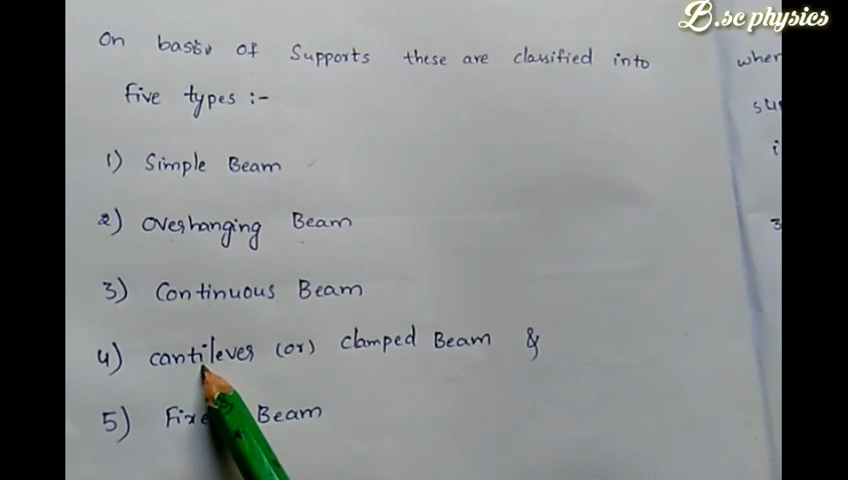 B.sc physics
On basis of Supports these are classified into
five types :-
1) Simple Beam
2) Overhanging Beam
3) Continuous Beam
4) cantilever (or) clamped Beam &
5) Fixed Beam